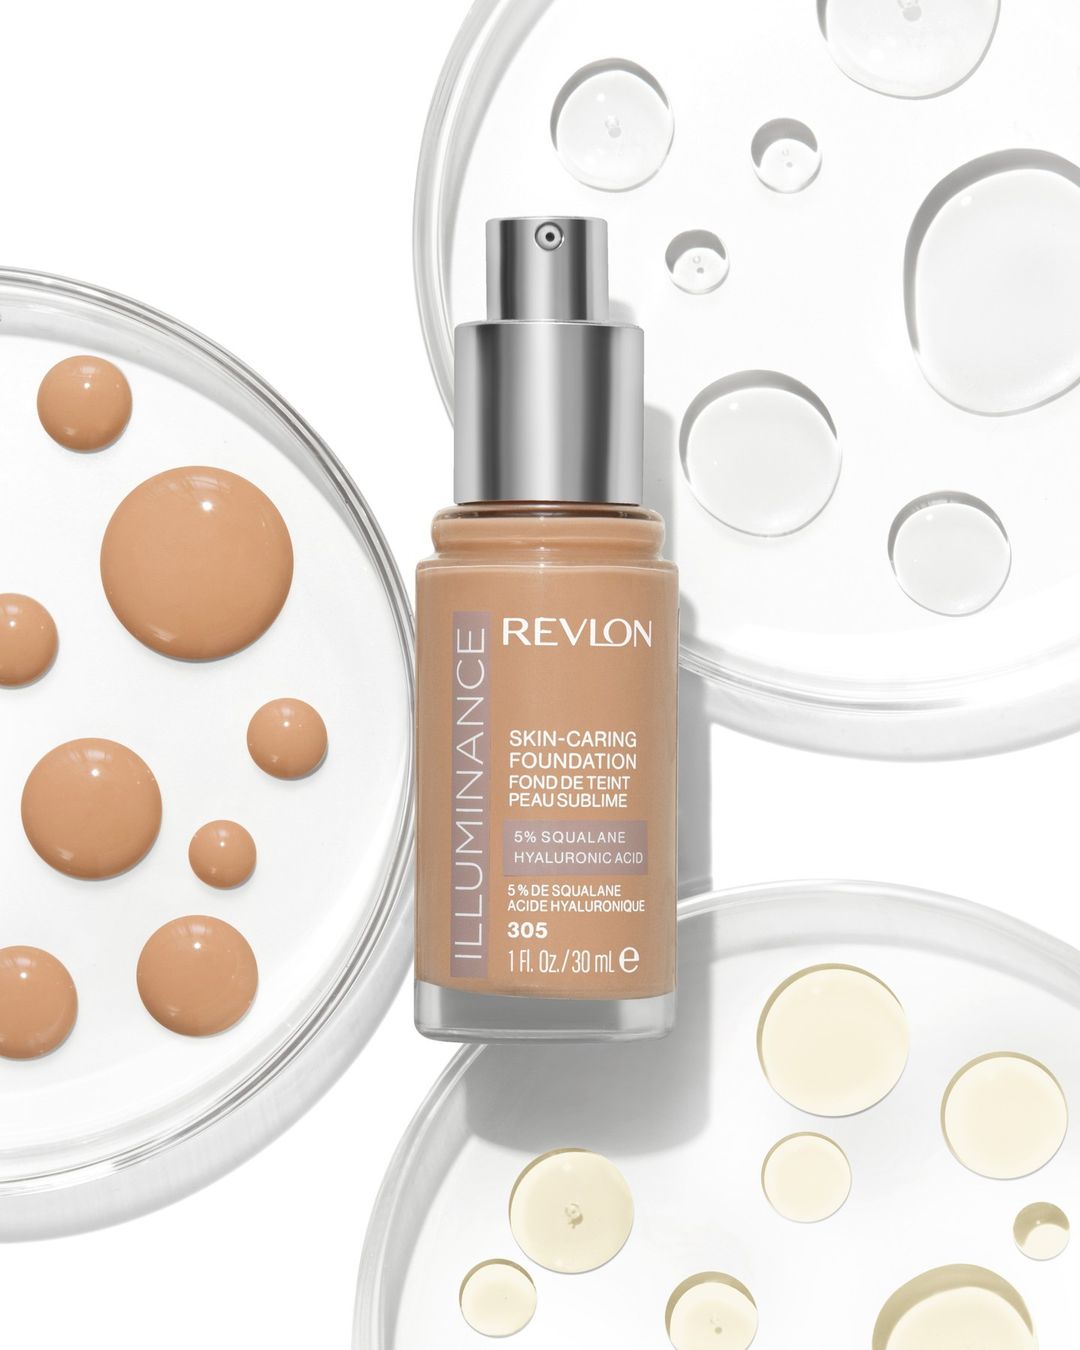 REVLON
ILLUMINANCE
SKIN-CARING
FOUNDATION
FOND DE TEINT
PEAU SUBLIME
5% SQUALANE
HYALURONIC ACID
5% DE SQUALANE
ACIDE HYALURONIQUE
305
1 Fl. Oz./30 mL e